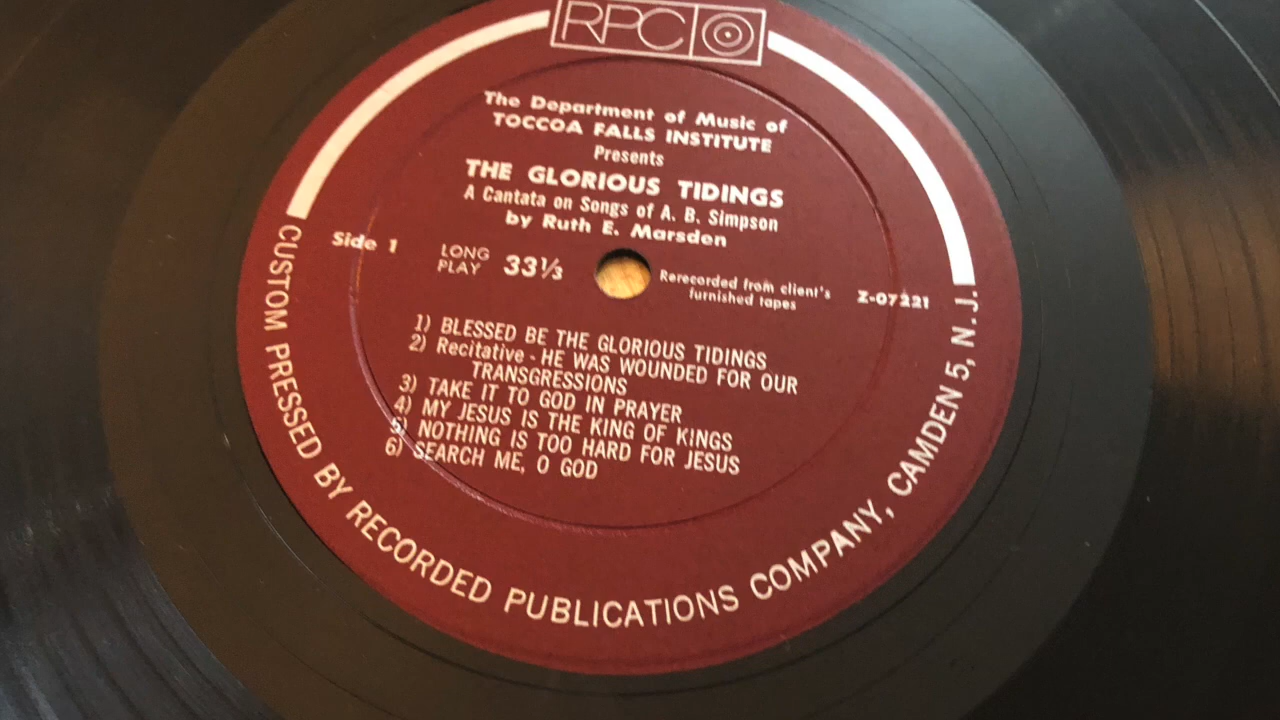 RPC
The Department of Music of
TOCCOA FALLS INSTITUTE
Presents
THE GLORIOUS TIDINGS
A Cantata on Songs of A. B. Simpson
by Ruth E. Marsden
Side 1
LONG
PLAY
33⅓
Rerecorded from client's
furnished tapes
Z-07221
1) BLESSED BE THE GLORIOUS TIDINGS
2) Recitative - HE WAS WOUNDED FOR OUR
TRANSGRESSIONS
3) TAKE IT TO GOD IN PRAYER
4) MY JESUS IS THE KING OF KINGS
5) NOTHING IS TOO HARD FOR JESUS
6) SEARCH ME, O GOD
CUSTOM PRESSED BY RECORDED PUBLICATIONS COMPANY, CAMDEN 5, N. J.